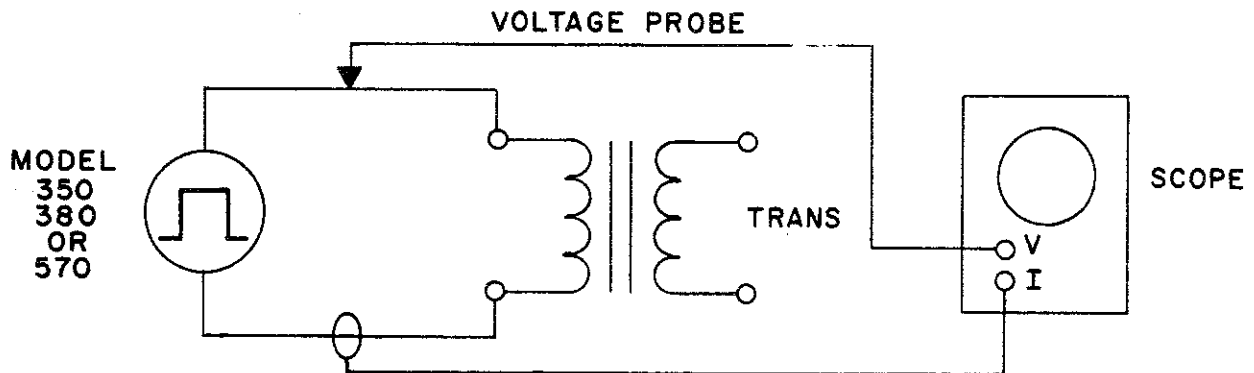 VOLTAGE PROBE
MODEL
350
380
OR
570
TRANS
V
I
SCOPE